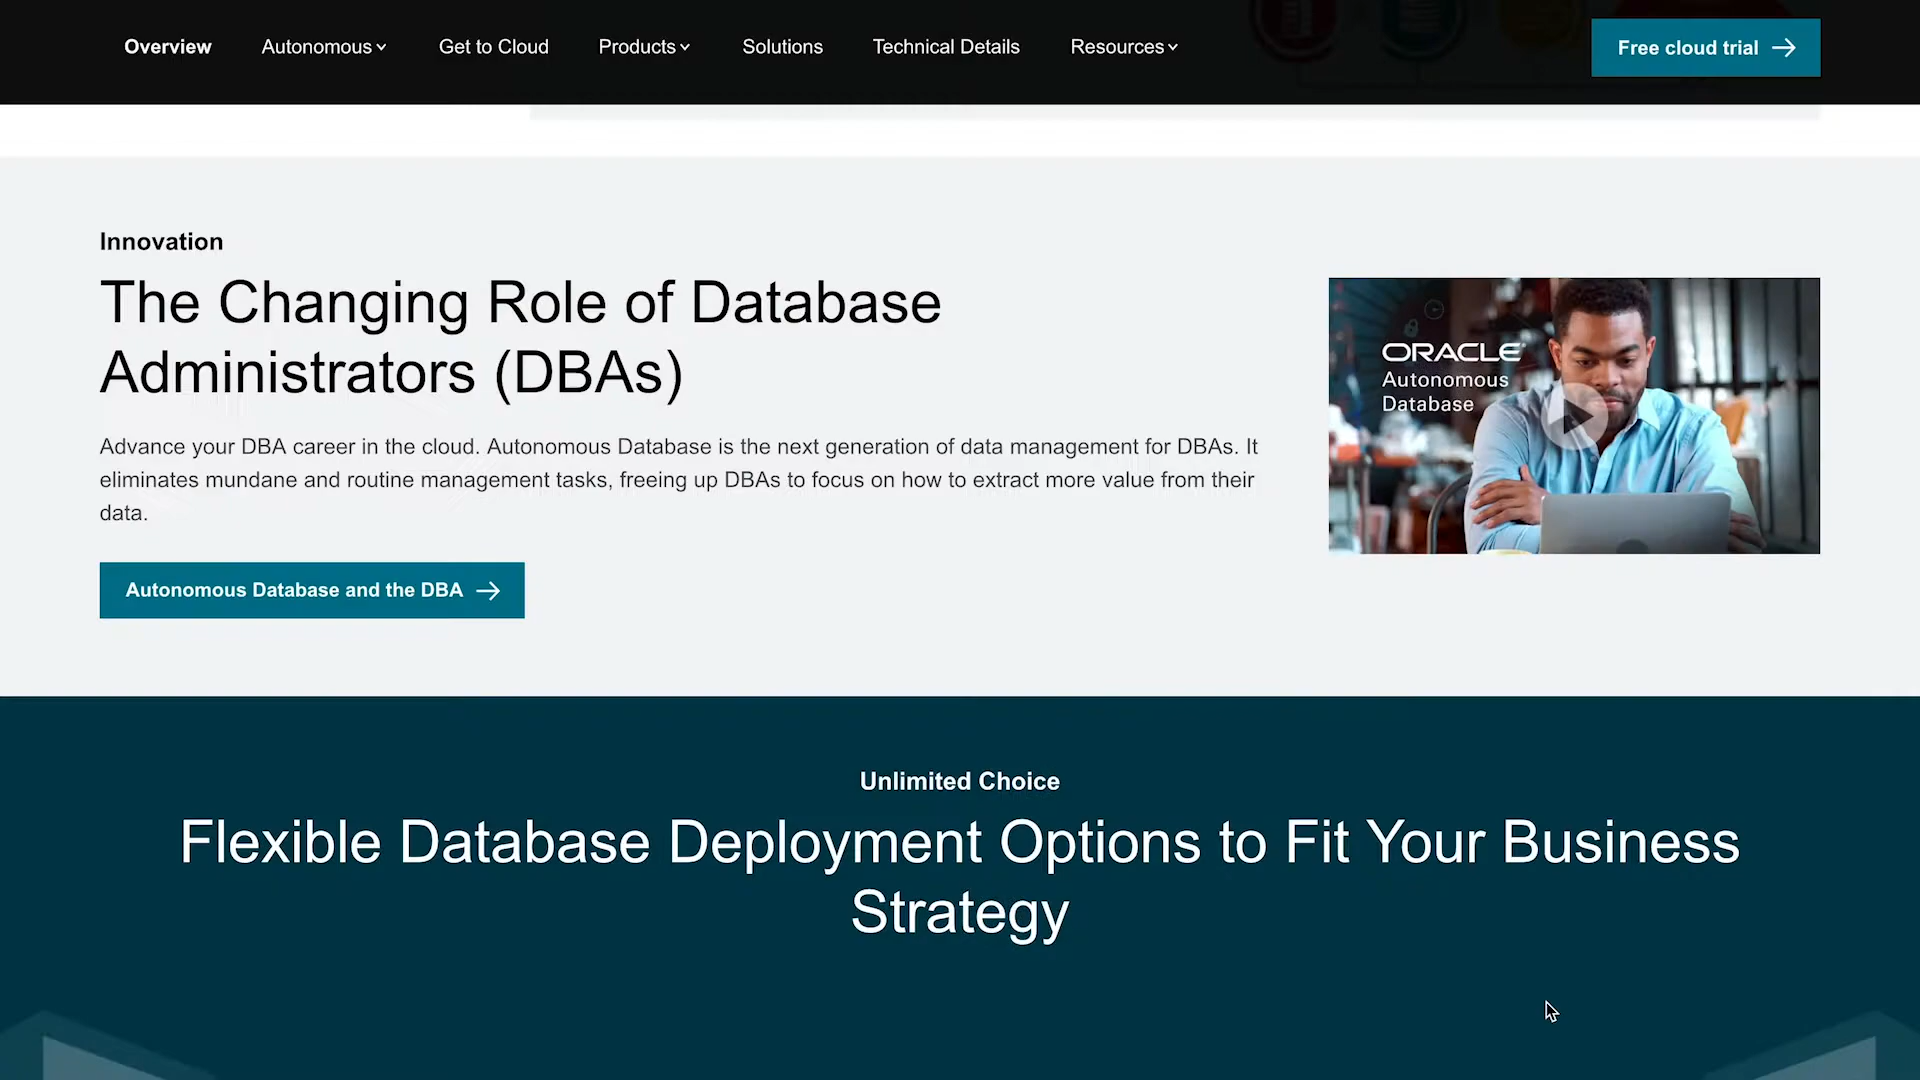 Overview
Autonomous
Get to Cloud
Products
Solutions
Technical Details
Resources
Free cloud trial
Innovation
The Changing Role of Database
Administrators (DBAs)
Advance your DBA career in the cloud. Autonomous Database is the next generation of data management for DBAs. It
eliminates mundane and routine management tasks, freeing up DBAs to focus on how to extract more value from their
data.
Autonomous Database and the DBA
ORACLE
Autonomous
Database
Unlimited Choice
Flexible Database Deployment Options to Fit Your Business
Strategy